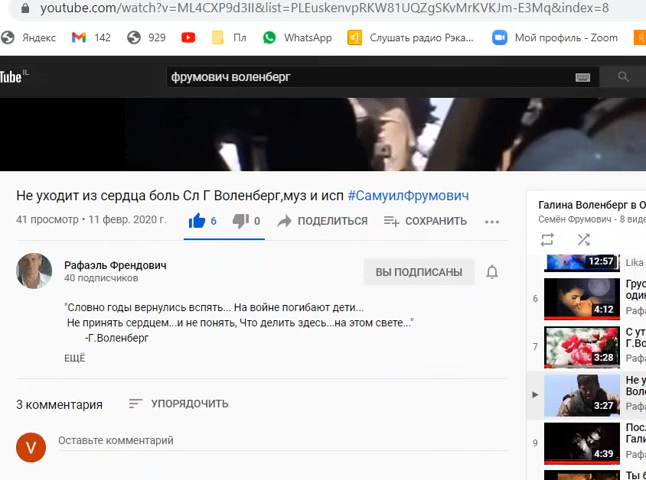 youtube.com/watch?v=ML4CXP9d3II&list=PLEuskenvpRKW81UQZgSKvMrKVKJm-E3Mq&index=8
Яндекс 142 929 Пл WhatsApp Слушать радио Рэка... Мой профиль - Zoom
Tube IL фрумович воленберг
Не уходит из сердца боль Сл Г Воленберг,муз и исп #СамуилФрумович
41 просмотр • 11 февр. 2020 г. 6 0 ПОДЕЛИТЬСЯ СОХРАНИТЬ
Рафаэль Френдович
40 подписчиков
ВЫ ПОДПИСАНЫ
"Словно годы вернулись вспять... На войне погибают дети...
Не принять сердцем...и не понять, Что делить здесь...на этом свете..."
-Г.Воленберг
ЕЩЁ
3 комментария УПОРЯДОЧИТЬ
V Оставьте комментарий
Галина Воленберг в О
Семён Фрумович - 8 виде
12:57 Lika
6 4:12 Грус
один
Рафа
7 3:28 С ут
Г.Во
Рафа
3:27 Не у
Воле
Рафа
9 4:39 Посл
Гали
Рафа
Ты б